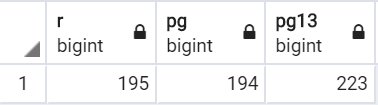 r pg pg13
bigint bigint bigint
1 195 194 223